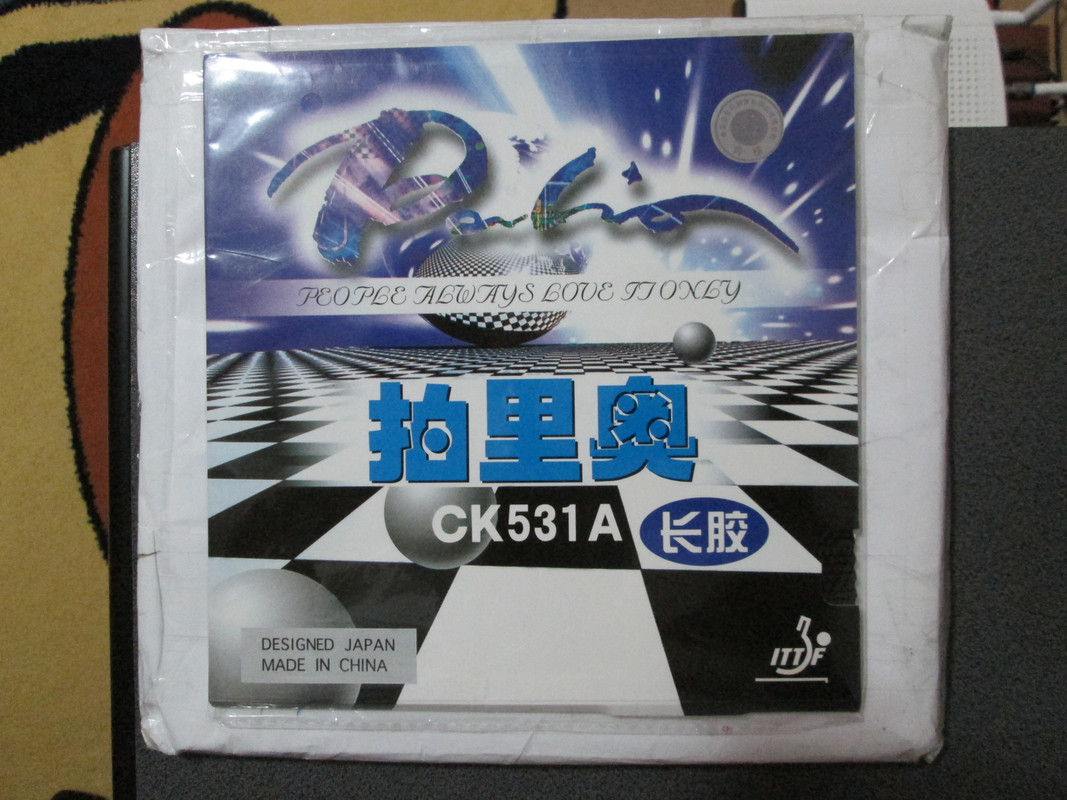 Palio
PEOPLE ALWAYS LOVE IT ONLY
拍里奥
CK531A
长胶
DESIGNED JAPAN
MADE IN CHINA
ITTF